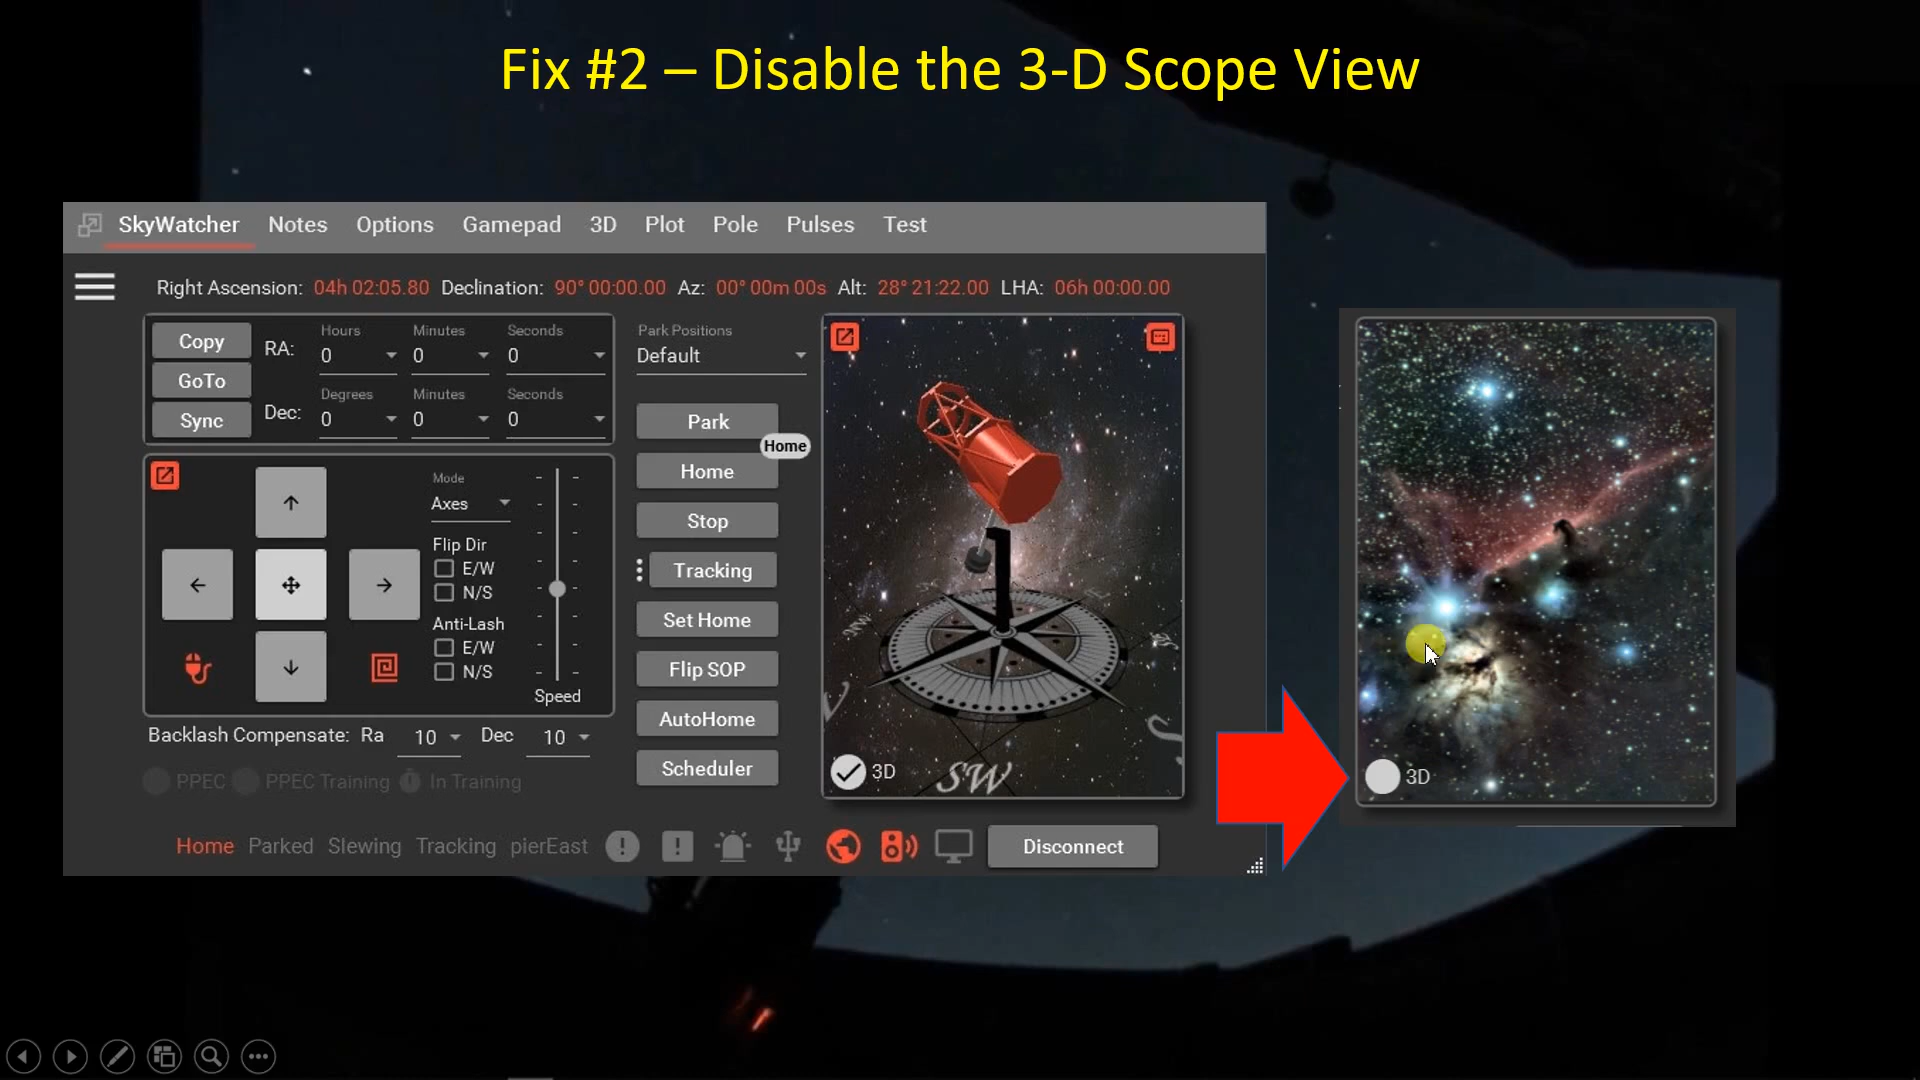 Fix #2 – Disable the 3-D Scope View
SkyWatcher Notes Options Gamepad 3D Plot Pole Pulses Test
Right Ascension: 04h 02:05.80 Declination: 90° 00:00.00 Az: 00° 00m 00s Alt: 28° 21:22.00 LHA: 06h 00:00.00
Copy
GoTo
Sync
Hours Minutes Seconds
RA: 0 0 0
Degrees Minutes Seconds
Dec: 0 0 0
Mode
Axes
Flip Dir
E/W
N/S
Anti-Lash
E/W
N/S
Speed
Backlash Compensate: Ra 10 Dec 10
PPEC PPEC Training In Training
Park Positions
Default
Park
Home
Home
Stop
Tracking
Set Home
Flip SOP
AutoHome
Scheduler
SW
S
3D
3D
Home Parked Slewing Tracking pierEast
Disconnect